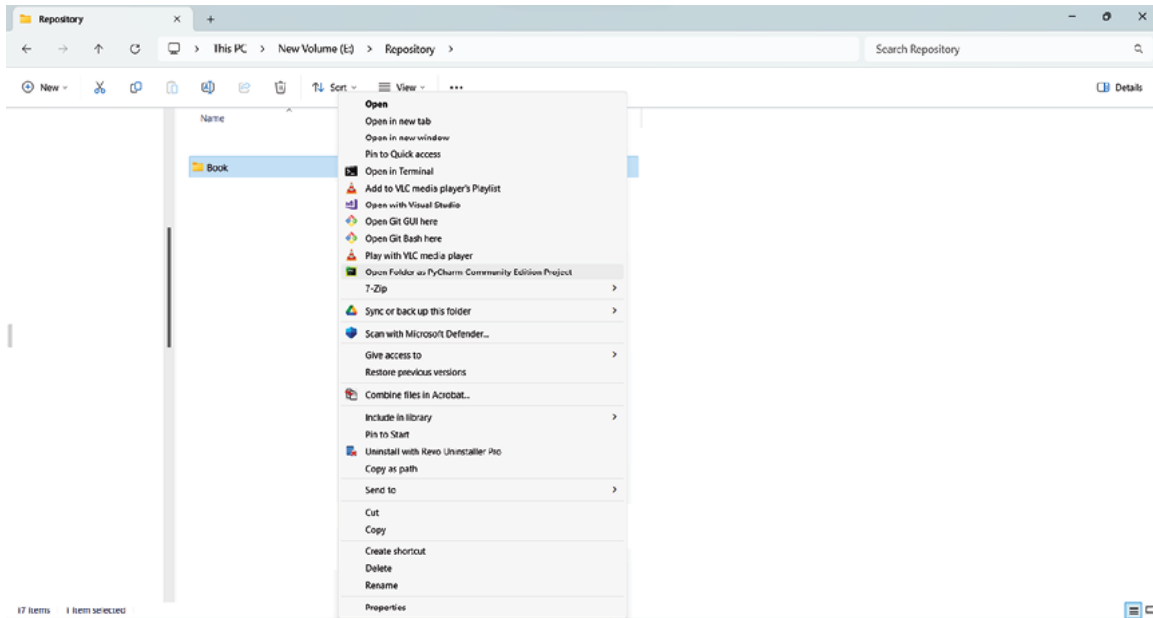 Repository
This PC > New Volume (E:) > Repository >
Search Repository
New
Sort
View
...
Details
Name
Book
Open
Open in new tab
Open in new window
Pin to Quick access
Open in Terminal
Add to VLC media player's Playlist
Open with Visual Studio
Open Git GUI here
Open Git Bash here
Play with VLC media player
Open Folder as PyCharm Community Edition Project
7-Zip
Sync or back up this folder
Scan with Microsoft Defender...
Give access to
Restore previous versions
Combine files in Acrobat...
Include in library
Pin to Start
Uninstall with Revo Uninstaller Pro
Copy as path
Send to
Cut
Copy
Create shortcut
Delete
Rename
Properties
17 items 1 item selected